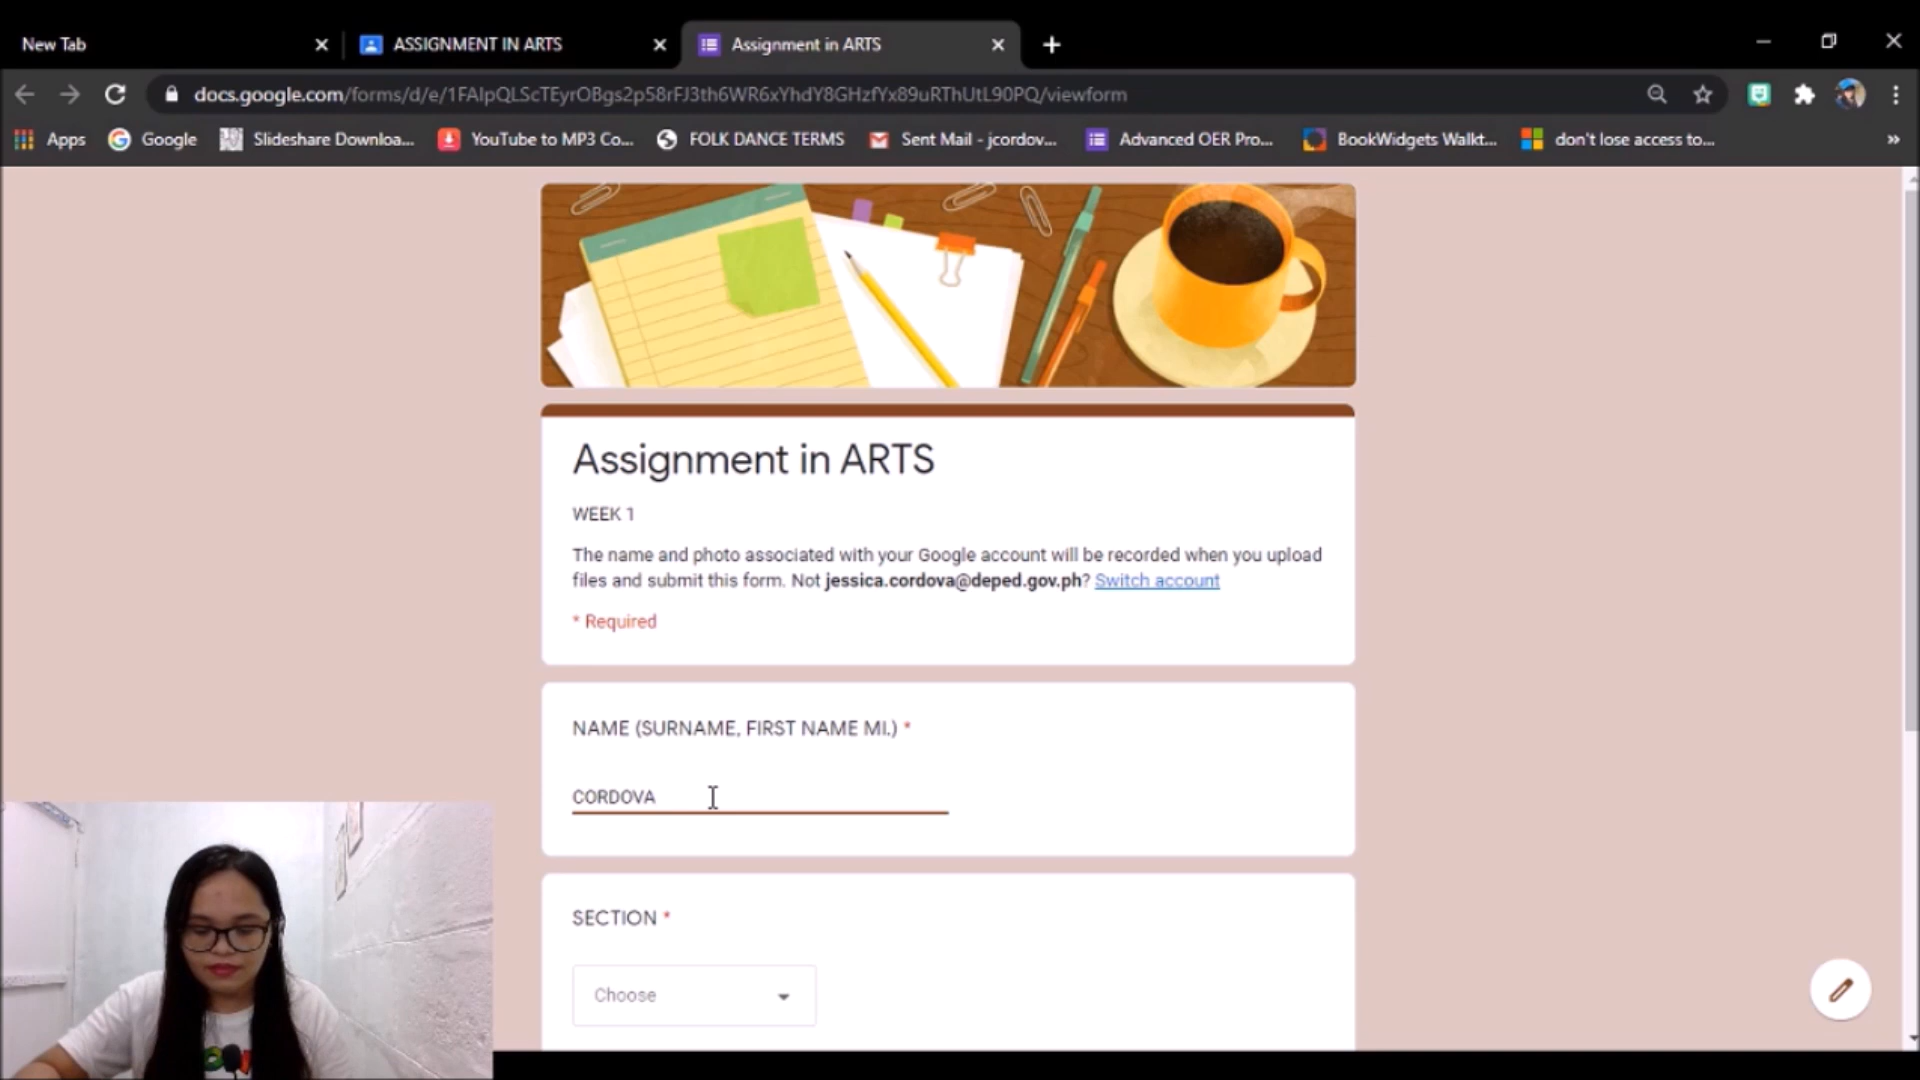 New Tab
ASSIGNMENT IN ARTS
Assignment in ARTS
docs.google.com/forms/d/e/1FAIpQLScTEyrOBgs2p58rFJ3th6WR6xYhdY8GHzfYx89uRThUtL90PQ/viewform
Apps
Google
Slideshare Downloa...
YouTube to MP3 Co...
FOLK DANCE TERMS
Sent Mail - jcordov...
Advanced OER Pro...
BookWidgets Walkt...
don't lose access to...
Assignment in ARTS
WEEK 1
The name and photo associated with your Google account will be recorded when you upload
files and submit this form. Not jessica.cordova@deped.gov.ph? Switch account
* Required
NAME (SURNAME, FIRST NAME MI.) *
CORDOVA
SECTION *
Choose